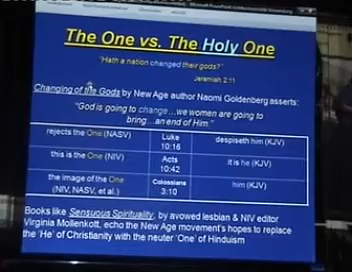 The One vs. The Holy One
"Hath a nation changed their gods?"
Jeremiah 2:11
Changing of the Gods by New Age author Naomi Goldenberg asserts:
"God is going to change...we women are going to
bring...an end of Him."
rejects the One (NASV) Luke 10:16 despiseth him (KJV)
this is the One (NIV) Acts 10:42 it is he (KJV)
the image of the One (NIV, NASV, et al.) Colossians 3:10 him (KJV)
Books like Sensuous Spirituality, by avowed lesbian & NIV editor
Virginia Mollenkott, echo the New Age movement's hopes to replace
the 'He' of Christianity with the neuter 'One' of Hinduism